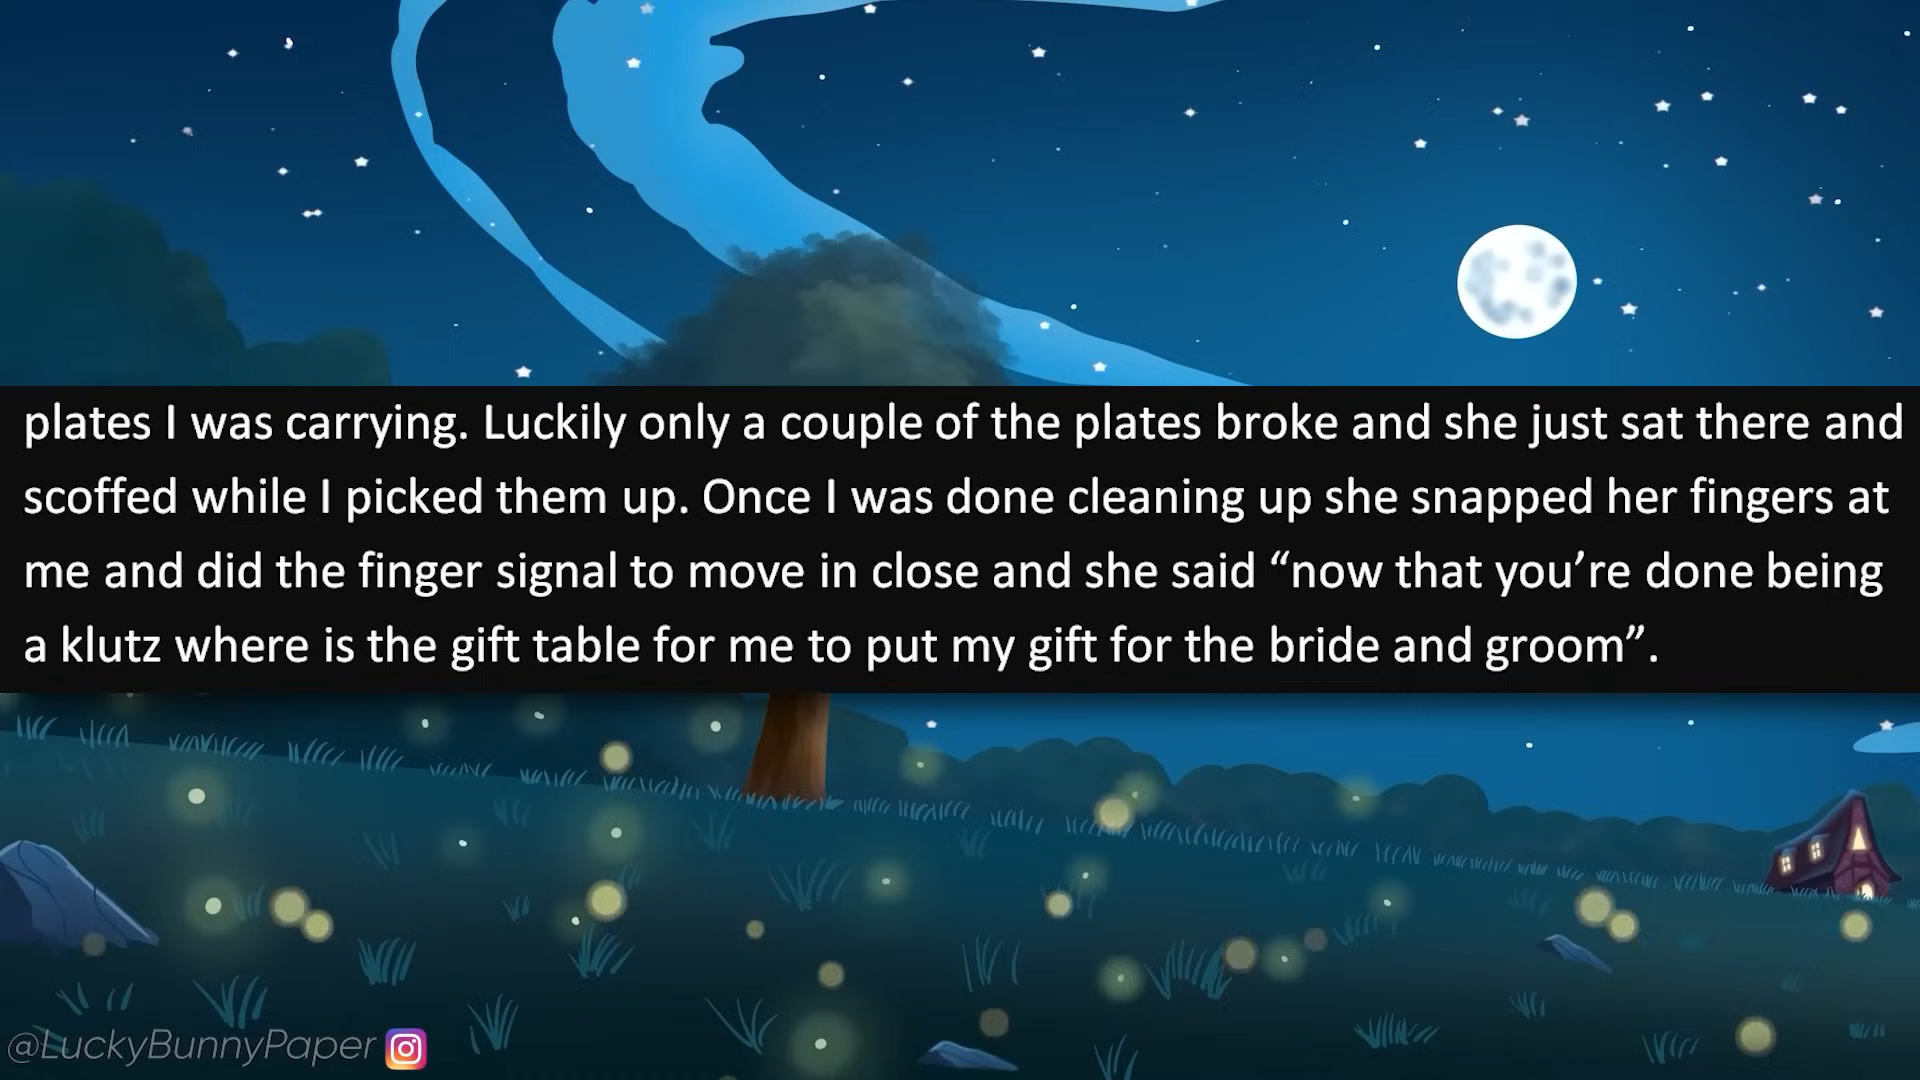 plates I was carrying. Luckily only a couple of the plates broke and she just sat there and
scoffed while I picked them up. Once I was done cleaning up she snapped her fingers at
me and did the finger signal to move in close and she said “now that you’re done being
a klutz where is the gift table for me to put my gift for the bride and groom”.
@LuckyBunnyPaper